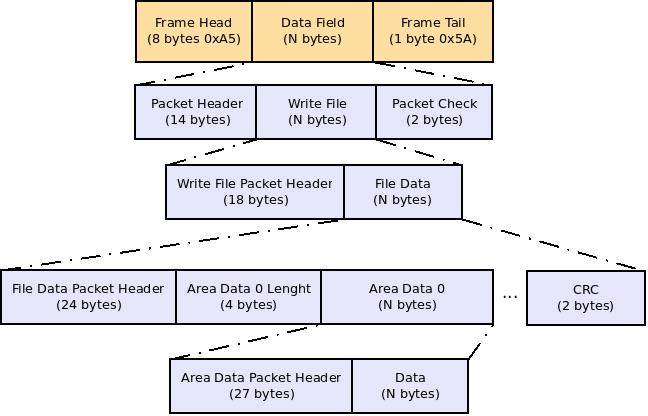 Frame Head
(8 bytes 0xA5)
Data Field
(N bytes)
Frame Tail
(1 byte 0x5A)
Packet Header
(14 bytes)
Write File
(N bytes)
Packet Check
(2 bytes)
Write File Packet Header
(18 bytes)
File Data
(N bytes)
File Data Packet Header
(24 bytes)
Area Data 0 Lenght
(4 bytes)
Area Data 0
(N bytes)
...
CRC
(2 bytes)
Area Data Packet Header
(27 bytes)
Data
(N bytes)